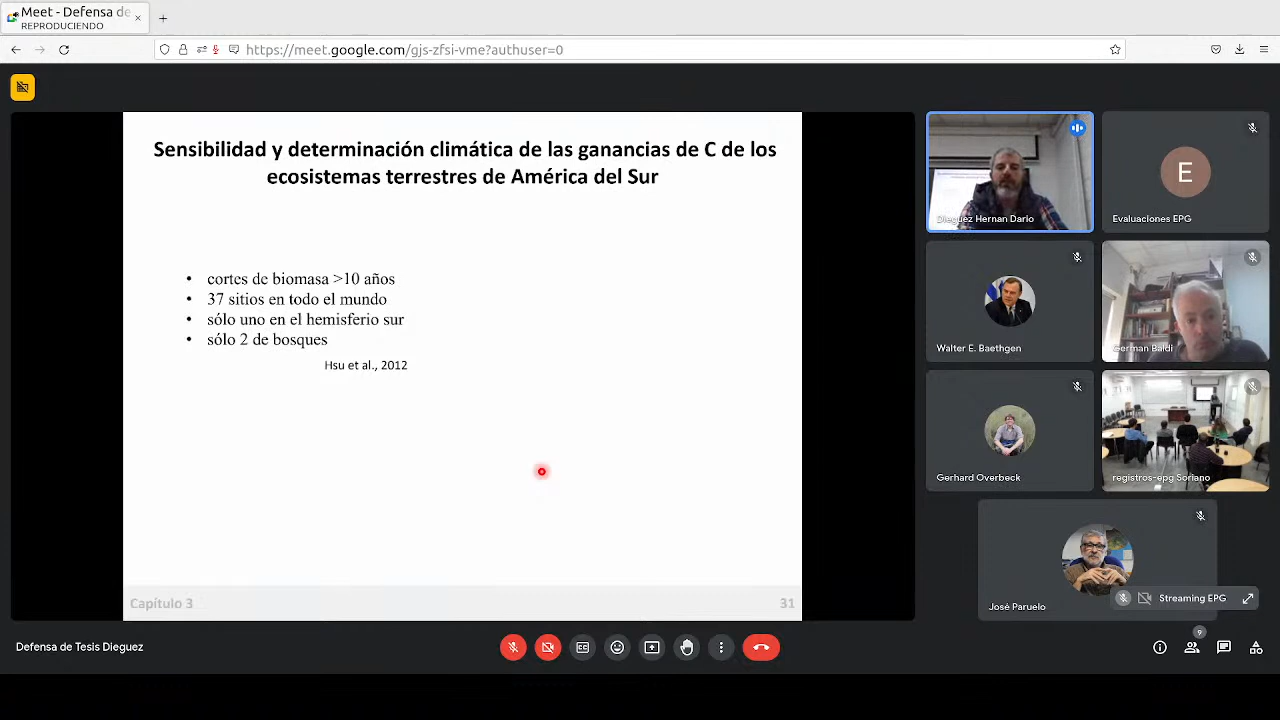 Meet - Defensa de
REPRODUCIENDO
https://meet.google.com/gjs-zfsi-vme?authuser=0
Sensibilidad y determinación climática de las ganancias de C de los
ecosistemas terrestres de América del Sur
• cortes de biomasa >10 años
• 37 sitios en todo el mundo
• sólo uno en el hemisferio sur
• sólo 2 de bosques
Hsu et al., 2012
Capítulo 3
31
Dieguez Hernan Dario
E
Evaluaciones EPG
Walter E. Baethgen
German Baldi
Gerhard Overbeck
registros-epg Soriano
José Paruelo
Streaming EPG
Defensa de Tesis Dieguez
9